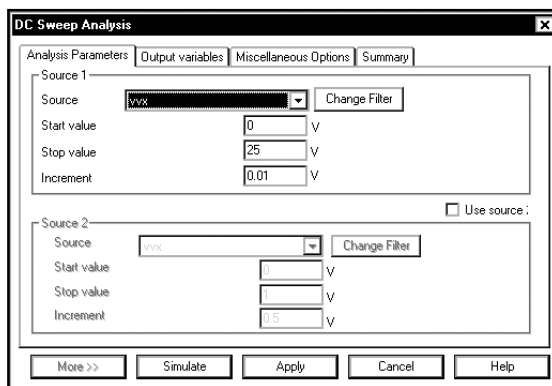 DC Sweep Analysis
Analysis Parameters Output variables Miscellaneous Options Summary
Source 1
Source vvx Change Filter
Start value 0 V
Stop value 25 V
Increment 0.01 V
Use source
Source 2
Source vvx Change Filter
Start value 0 V
Stop value 1 V
Increment 0.5 V
More >> Simulate Apply Cancel Help